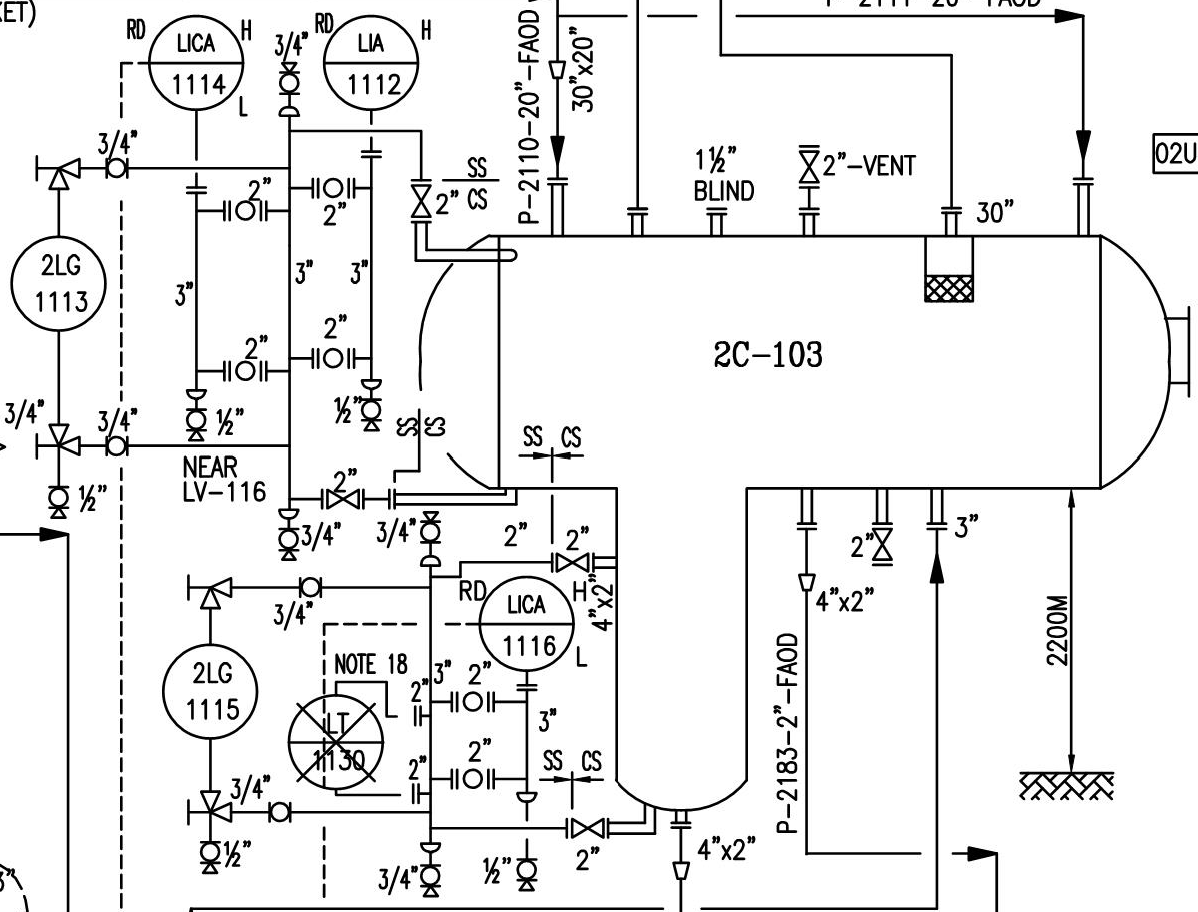 KET)
RD
LICA
1114
H
L
3/4"
RD
LIA
1112
H
P-2110-20"-FAOD
30"x20"
3/4"
2"
2"
SS
CS
2"
1½"
BLIND
2"-VENT
30"
02U
2LG
1113
3"
3"
3"
2"
2"
2C-103
3/4"
3/4"
½"
½"
SS
CS
SS
CS
NEAR
LV-116
2"
½"
3/4"
3/4"
2"
2"
2"
3"
4"x2"
3/4"
RD
LICA
1116
H
L
4"x2"
P-2183-2"-FAOD
2200M
NOTE 18
3"
2"
2"
2LG
1115
LT
1130
3"
2"
2"
SS
CS
3/4"
½"
3/4"
½"
2"
4"x2"